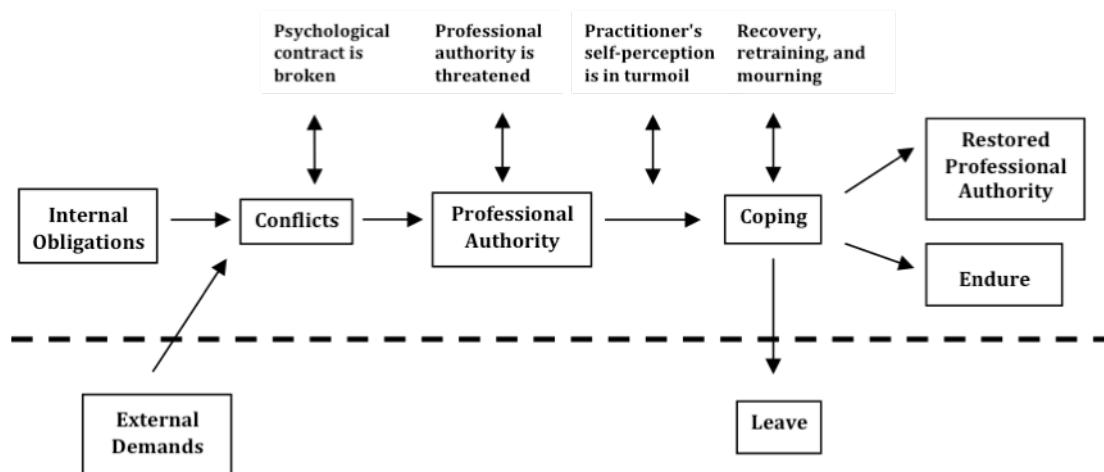 Psychological
contract is
broken
Professional
authority is
threatened
Practitioner's
self-perception
is in turmoil
Recovery,
retraining, and
mourning
Internal
Obligations
Conflicts
Professional
Authority
Coping
Restored
Professional
Authority
Endure
External
Demands
Leave